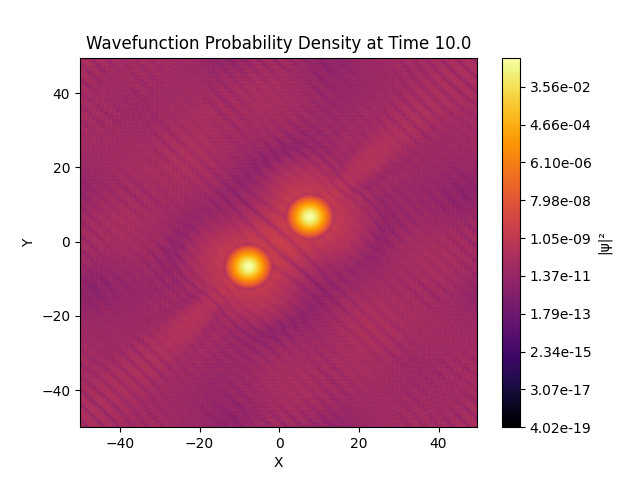 Wavefunction Probability Density at Time 10.0
40
20
0
−20
−40
Y
−40
−20
0
20
40
X
3.56e-02
4.66e-04
6.10e-06
7.98e-08
1.05e-09
1.37e-11
1.79e-13
2.34e-15
3.07e-17
4.02e-19
|ψ|²